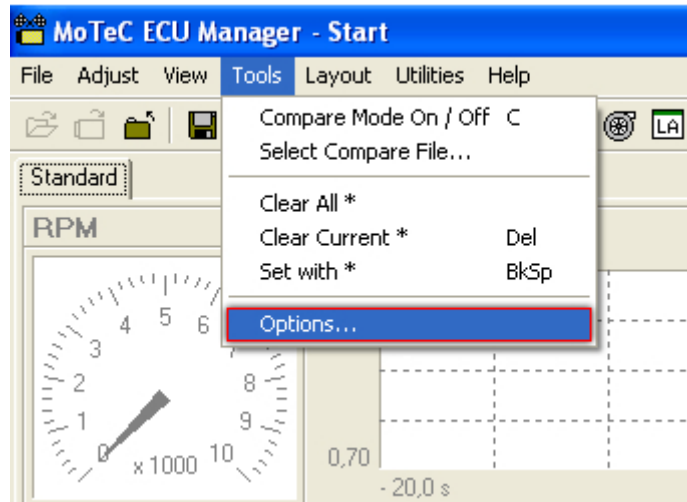 MoTeC ECU Manager - Start
File Adjust View Tools Layout Utilities Help
Compare Mode On / Off C
LA
Select Compare File...
Standard
Clear All *
RPM
Clear Current * Del
Set with * BkSp
Options...
4 5 6
3
2 8
1 9
0 x 1000 10
0,70
- 20,0 s